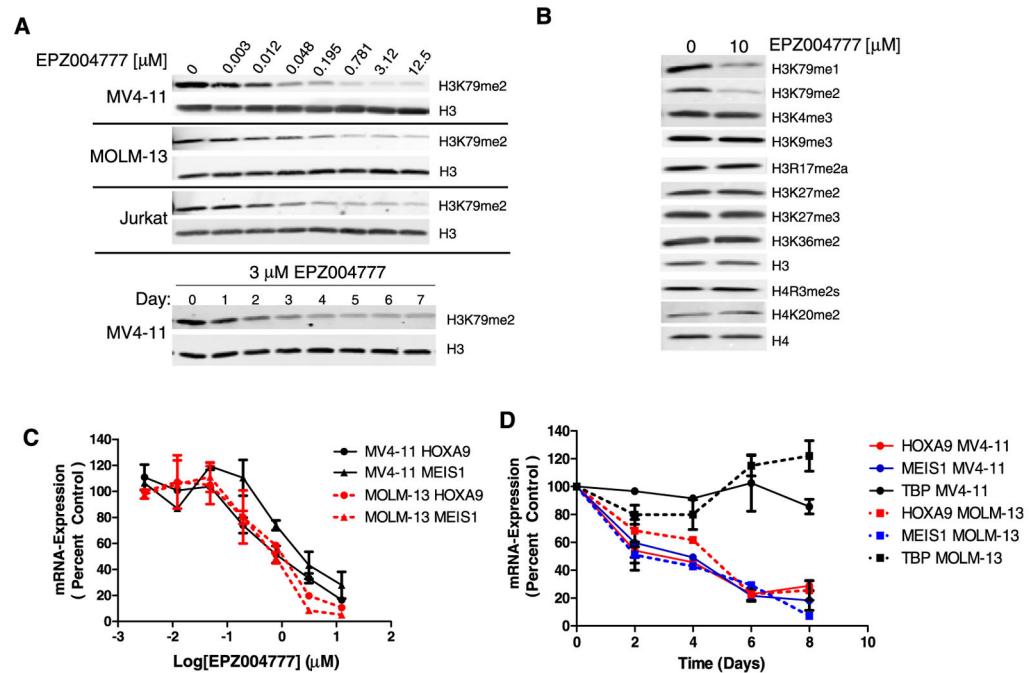 A
EPZ004777 [μM]
0 0.003 0.012 0.048 0.195 0.781 3.12 12.5
MV4-11
H3K79me2
H3
MOLM-13
H3K79me2
H3
Jurkat
H3K79me2
H3
3 μM EPZ004777
Day: 0 1 2 3 4 5 6 7
MV4-11
H3K79me2
H3
B
0 10 EPZ004777 [μM]
H3K79me1
H3K79me2
H3K4me3
H3K9me3
H3R17me2a
H3K27me2
H3K27me3
H3K36me2
H3
H4R3me2s
H4K20me2
H4
C
mRNA-Expression
( Percent Control )
140
120
100
80
60
40
20
0
-3 -2 -1 0 1 2
Log[EPZ004777] (μM)
MV4-11 HOXA9
MV4-11 MEIS1
MOLM-13 HOXA9
MOLM-13 MEIS1
D
mRNA-Expression
(Percent Control)
140
120
100
80
60
40
20
0
0 2 4 6 8 10
Time (Days)
HOXA9 MV4-11
MEIS1 MV4-11
TBP MV4-11
HOXA9 MOLM-13
MEIS1 MOLM-13
TBP MOLM-13